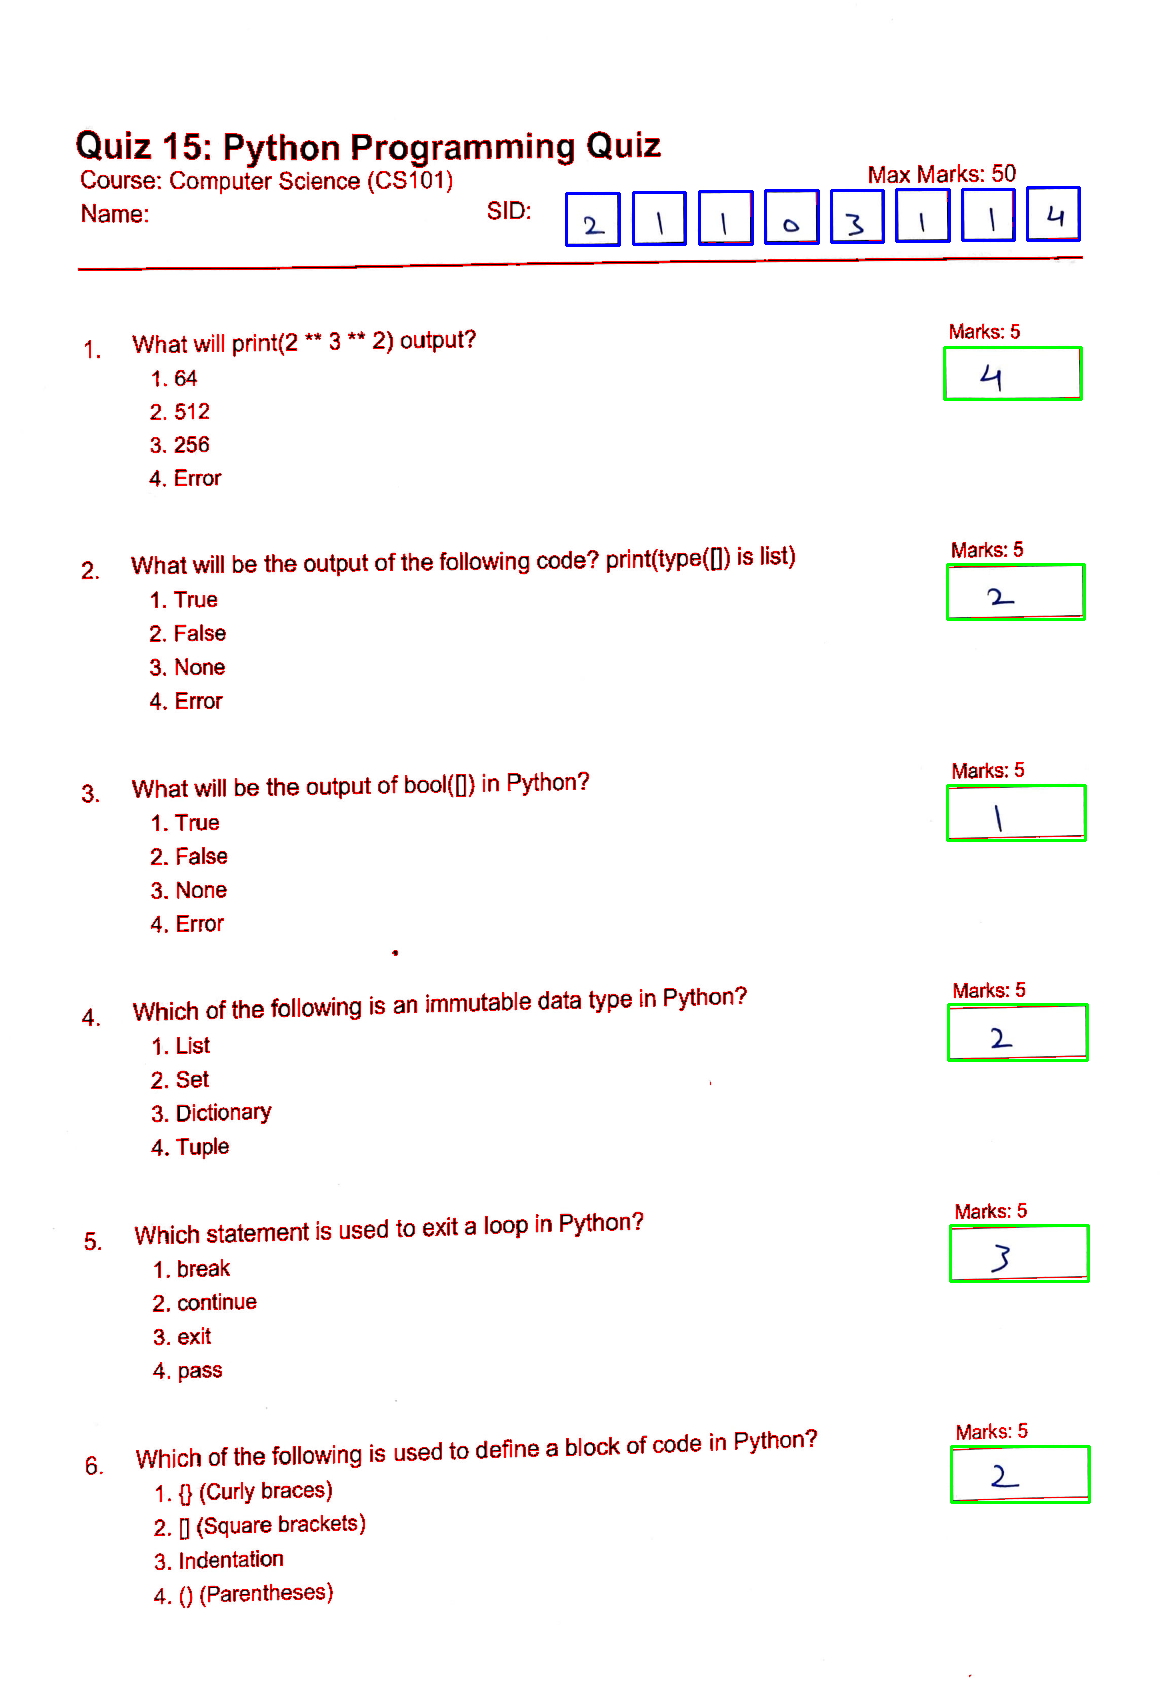 Quiz 15: Python Programming Quiz
Course: Computer Science (CS101)
Max Marks: 50
Name:
SID: 2 1 1 0 3 1 1 4
1. What will print(2 ** 3 ** 2) output?
Marks: 5
4
1. 64
2. 512
3. 256
4. Error
2. What will be the output of the following code? print(type([]) is list)
Marks: 5
2
1. True
2. False
3. None
4. Error
3. What will be the output of bool([]) in Python?
Marks: 5
1
1. True
2. False
3. None
4. Error
4. Which of the following is an immutable data type in Python?
Marks: 5
2
1. List
2. Set
3. Dictionary
4. Tuple
5. Which statement is used to exit a loop in Python?
Marks: 5
3
1. break
2. continue
3. exit
4. pass
6. Which of the following is used to define a block of code in Python?
Marks: 5
2
1. {} (Curly braces)
2. [] (Square brackets)
3. Indentation
4. () (Parentheses)